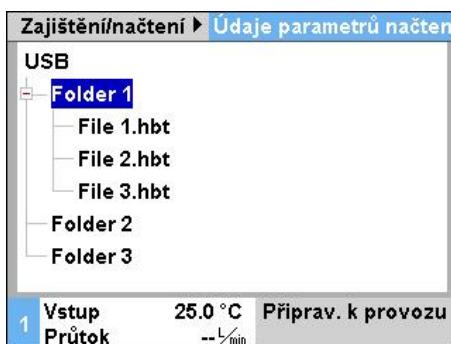 Zajištění/načtení ▶ Údaje parametrů načten
USB
Folder 1
File 1.hbt
File 2.hbt
File 3.hbt
Folder 2
Folder 3
1 Vstup 25.0 °C Připrav. k provozu
Průtok -- L/min